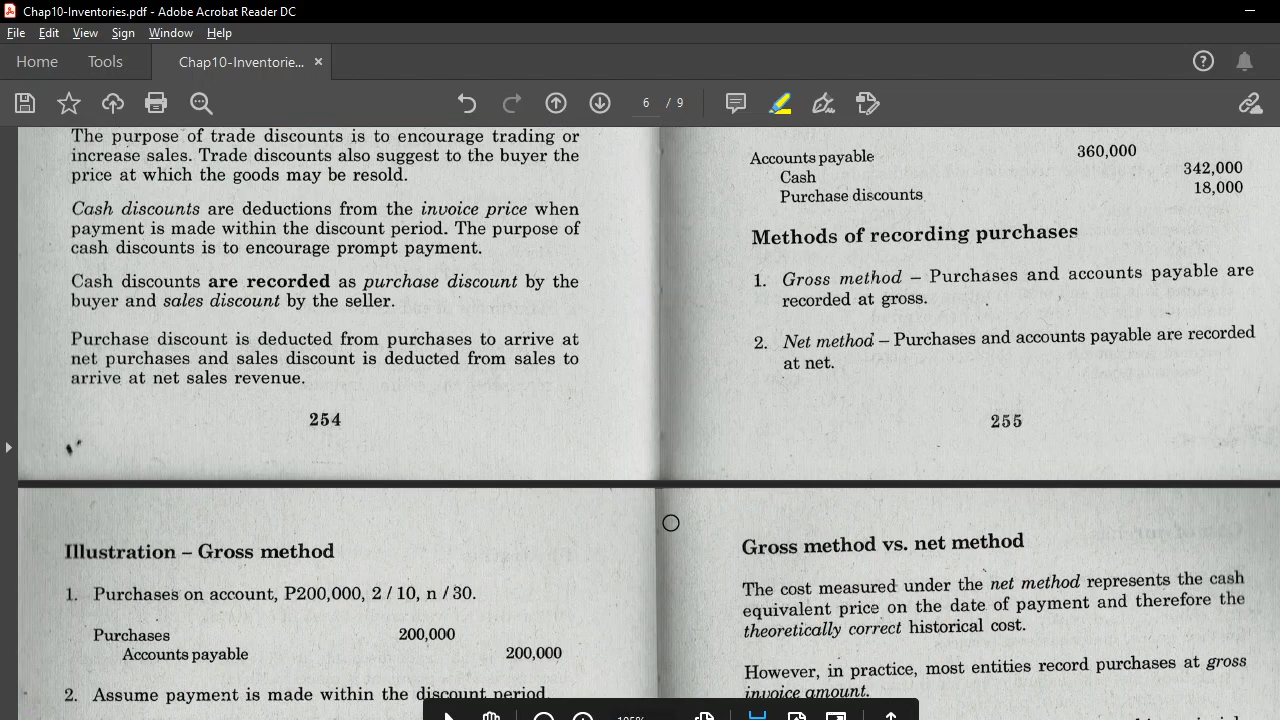 Chap10-Inventories.pdf - Adobe Acrobat Reader DC
File Edit View Sign Window Help
Home Tools Chap10-Inventorie... ×
6 / 9
The purpose of trade discounts is to encourage trading or
increase sales. Trade discounts also suggest to the buyer the
price at which the goods may be resold.
Cash discounts are deductions from the invoice price when
payment is made within the discount period. The purpose of
cash discounts is to encourage prompt payment.
Cash discounts are recorded as purchase discount by the
buyer and sales discount by the seller.
Purchase discount is deducted from purchases to arrive at
net purchases and sales discount is deducted from sales to
arrive at net sales revenue.
254
Accounts payable 360,000
Cash 342,000
Purchase discounts 18,000
Methods of recording purchases
1. Gross method – Purchases and accounts payable are
recorded at gross.
2. Net method – Purchases and accounts payable are recorded
at net.
255
Illustration – Gross method
1. Purchases on account, P200,000, 2 / 10, n / 30.
Purchases 200,000
Accounts payable 200,000
2. Assume payment is made within the discount period.
Gross method vs. net method
The cost measured under the net method represents the cash
equivalent price on the date of payment and therefore the
theoretically correct historical cost.
However, in practice, most entities record purchases at gross
invoice amount.